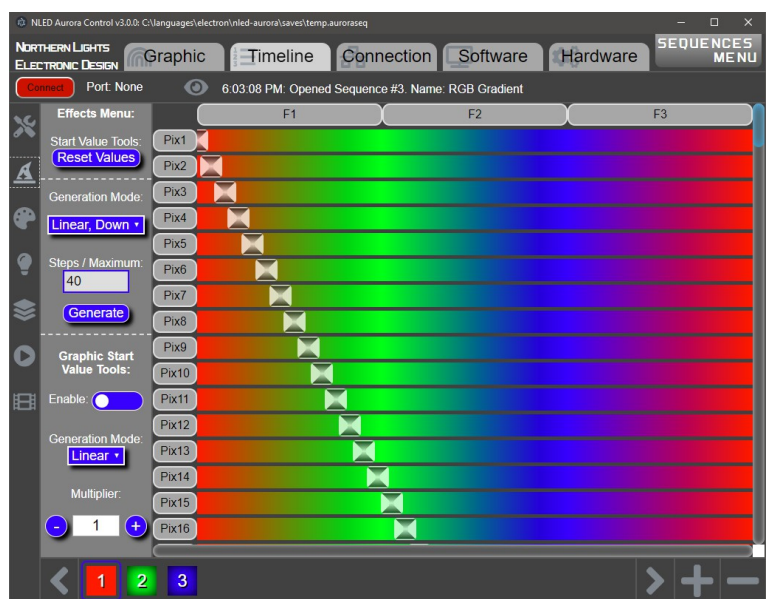 NLED Aurora Control v3.0.0: C:\languages\electron\nled-aurora\saves\temp.auroraseq
Northern Lights
Electronic Design
Graphic
Timeline
Connection
Software
Hardware
SEQUENCES
MENU
Connect
Port: None
6:03:08 PM: Opened Sequence #3. Name: RGB Gradient
Effects Menu:
F1
F2
F3
Start Value Tools:
Reset Values
Generation Mode:
Linear, Down
Steps / Maximum:
40
Generate
Graphic Start
Value Tools:
Enable:
Generation Mode:
Linear
Multiplier:
- 1 +
Pix1
Pix2
Pix3
Pix4
Pix5
Pix6
Pix7
Pix8
Pix9
Pix10
Pix11
Pix12
Pix13
Pix14
Pix15
Pix16
1
2
3